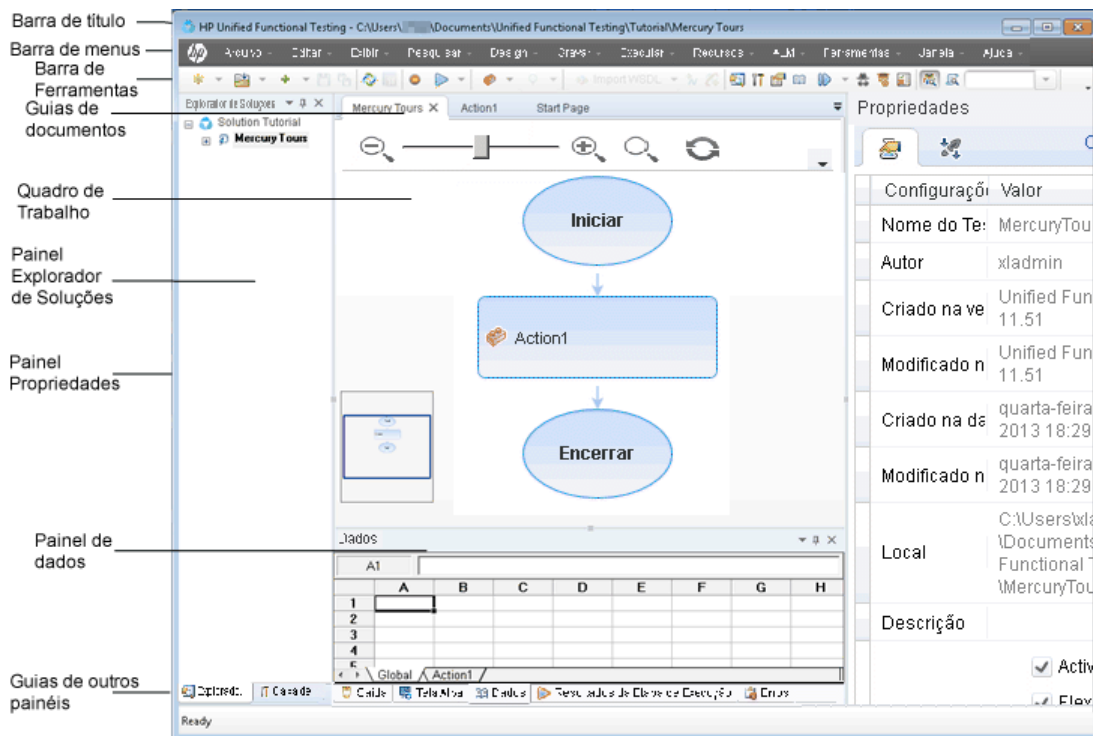 Barra de título
HP Unified Functional Testing - C:\Users\ \Documents\Unified Functional Testing\Tutorial\Mercury Tours
Barra de menus
hp Arquivo Editar Exibir Pesquisar Design Executar Recursos ALM Ferramentas Janela Ajuda
Barra de
Ferramentas
Import WSDL
Guias de
documentos
Explorador de Soluções
Solution Tutorial
Mercury Tours
Mercury Tours
Action1
Start Page
Quadro de
Trabalho
Iniciar
Action1
Encerrar
Painel
Explorador
de Soluções
Painel
Propriedades
Propriedades
Configuraçõ
Valor
Nome do Te
MercuryTou
Autor
xladmin
Criado na ve
Unified Fun
11.51
Modificado n
Unified Fun
11.51
Criado na da
quarta-feira
2013 18:29
Modificado n
quarta-feira
2013 18:29
Local
C:\Users\xla
\Documents
Functional T
\MercuryTou
Descrição
Activ
Flex
Painel de
dados
Dados
A1
A B C D E F G H
1
2
3
4
5
Global Action1
Guias de outros
painéis
Saída
Dados
Erros
Ready